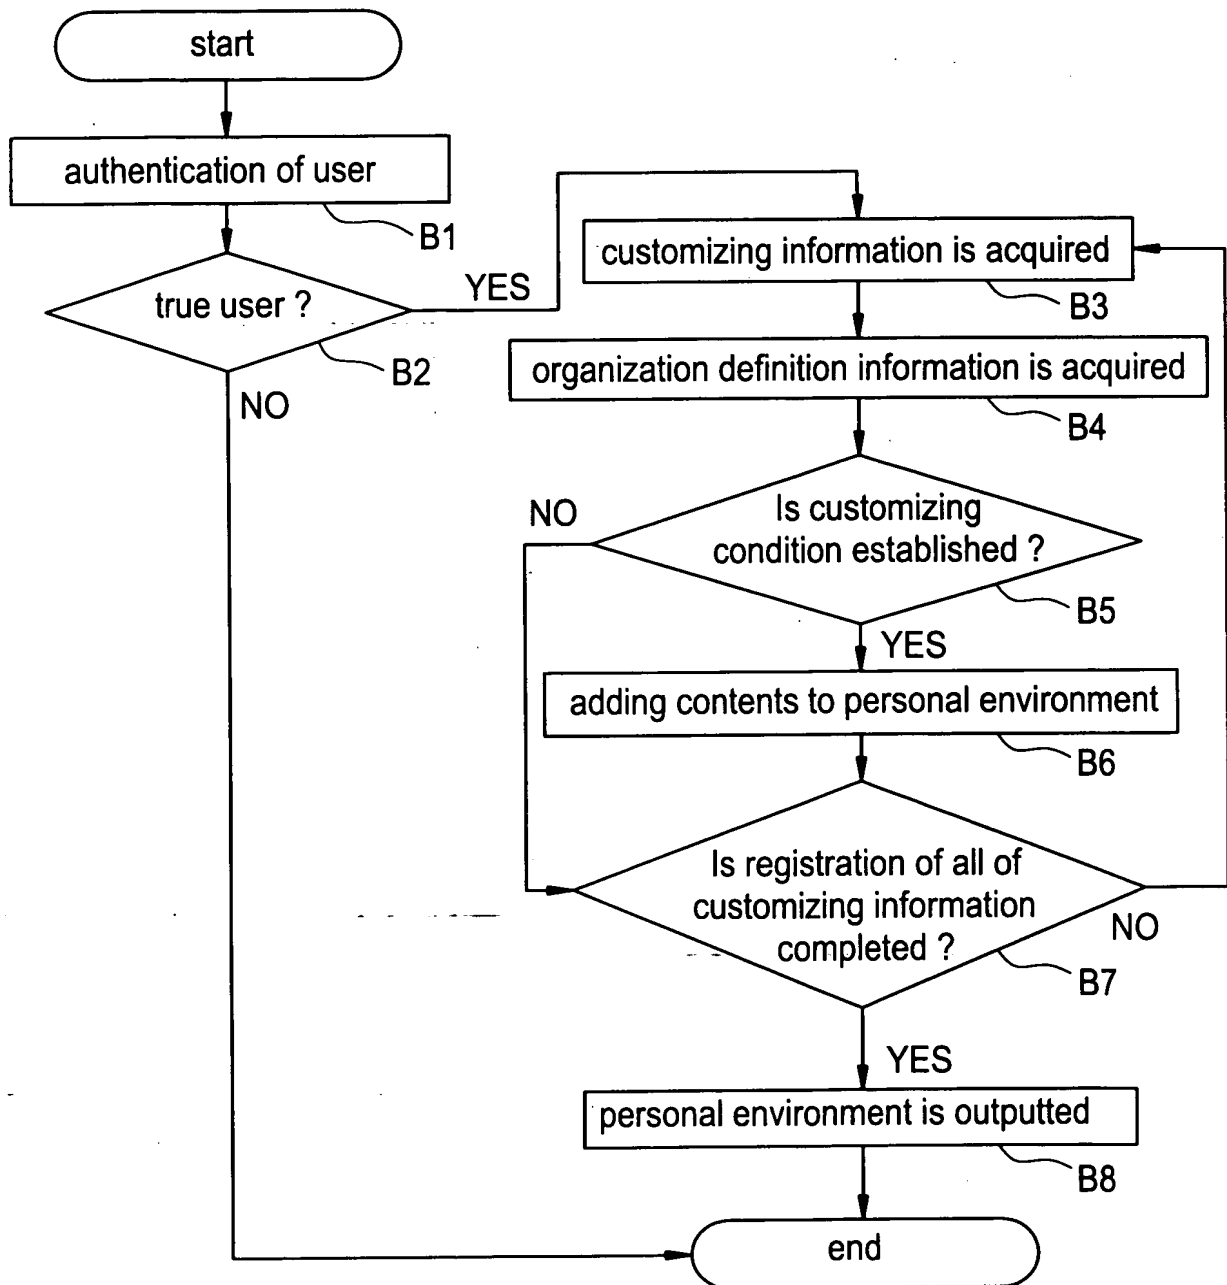 start
authentication of user
B1
true user ?
YES
B2
NO
customizing information is acquired
B3
organization definition information is acquired
B4
Is customizing
condition established ?
NO
B5
YES
adding contents to personal environment
B6
Is registration of all of
customizing information
completed ?
NO
B7
YES
personal environment is outputted
B8
end